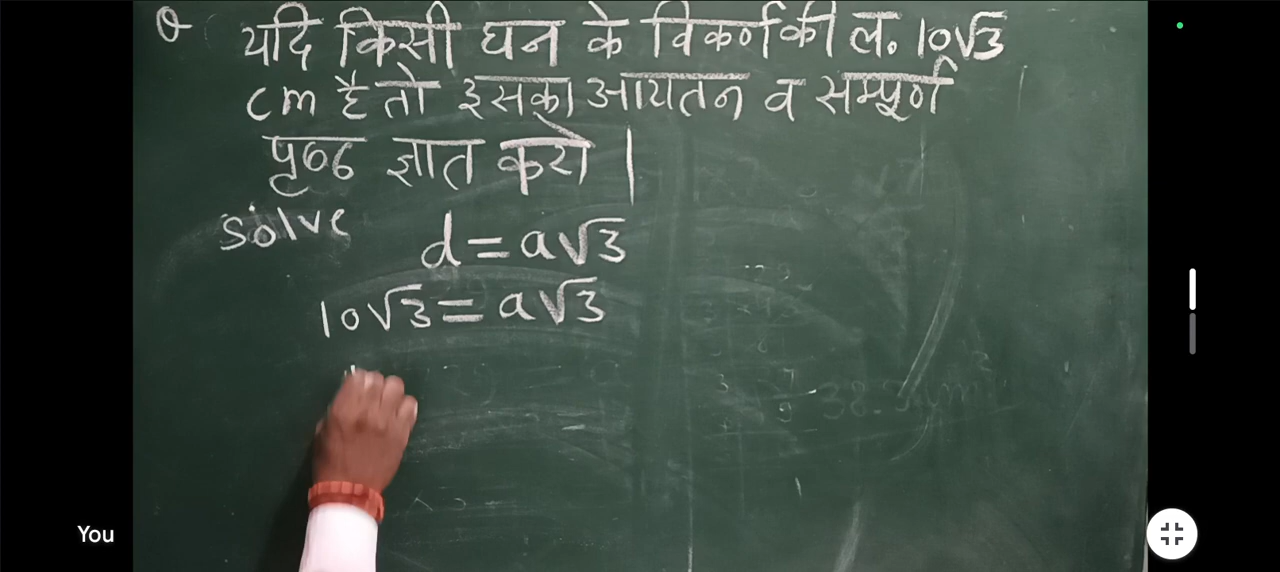 Q यदि किसी घन के विकर्ण की ल. 10√3
cm है तो इसका आयतन व सम्पूर्ण
पृष्ठ ज्ञात करो |
Solve d = a√3
10√3 = a√3
You